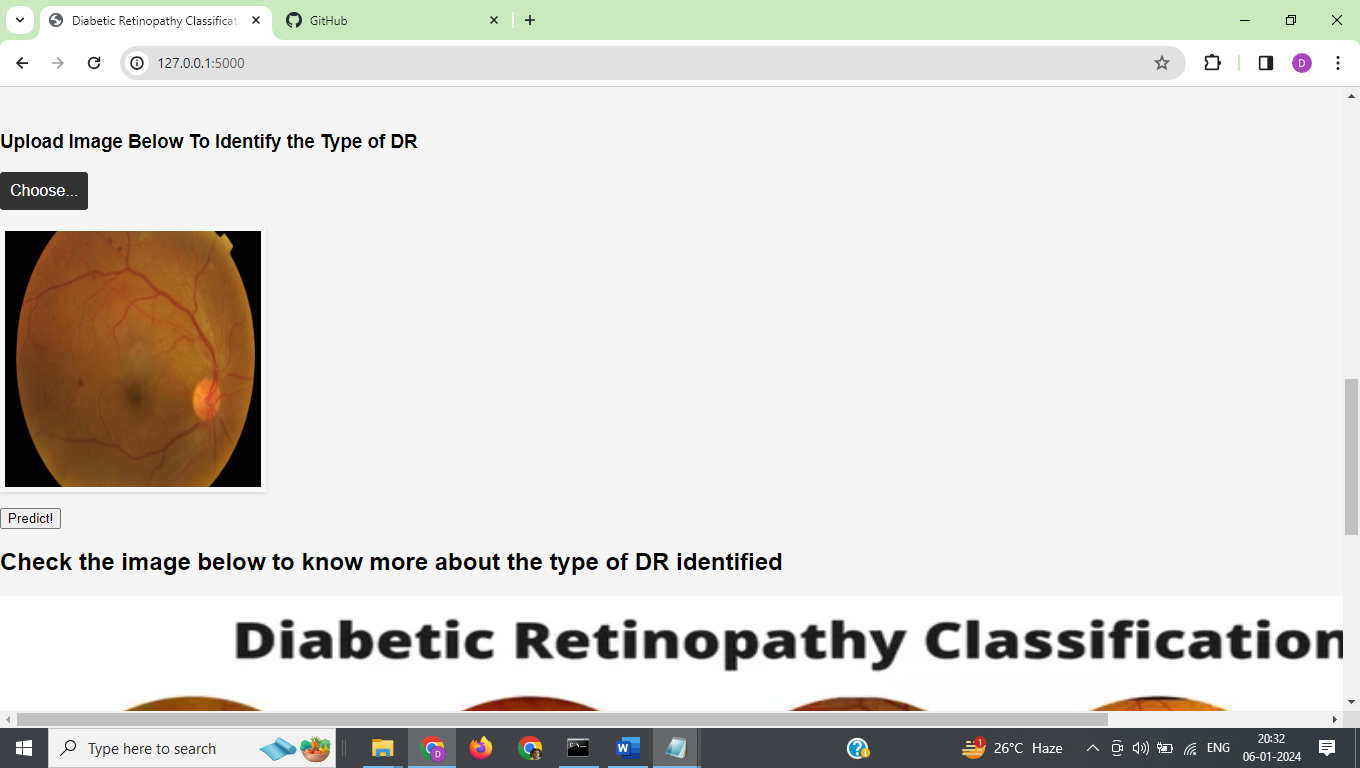 Diabetic Retinopathy Classificat
GitHub
127.0.0.1:5000
D
Upload Image Below To Identify the Type of DR
Choose...
Predict!
Check the image below to know more about the type of DR identified
Diabetic Retinopathy Classification
Type here to search
D
W
1
26°C Haze
ENG
20:32
06-01-2024